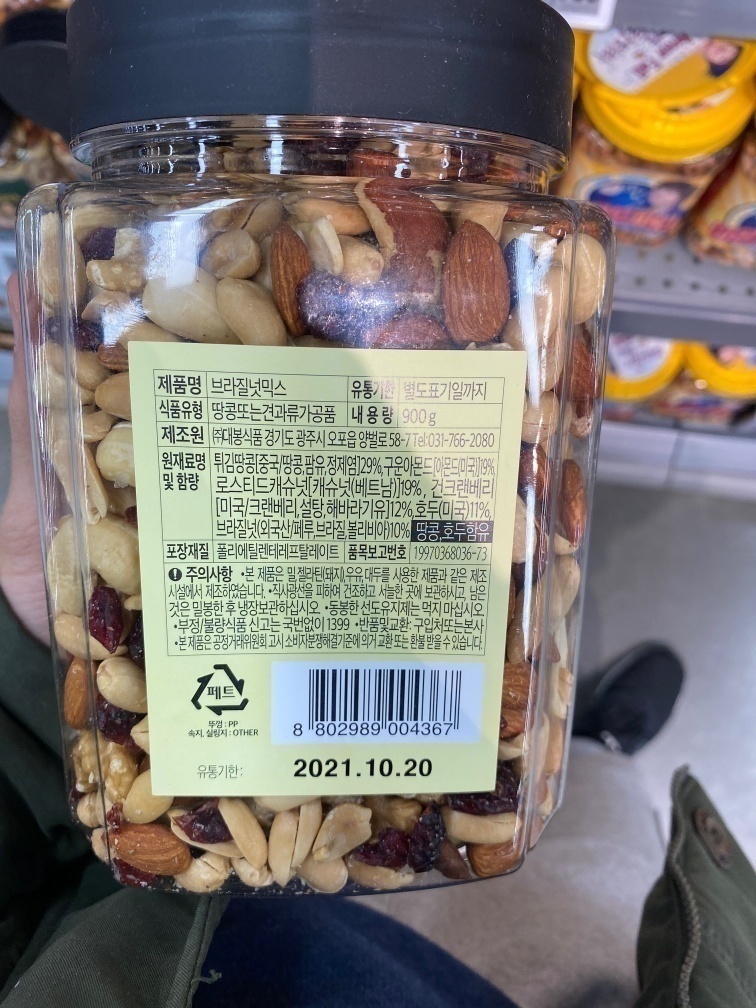 제품명 브라질넛믹스 유통기한 별도표기일까지
식품유형 땅콩또는견과류가공품 내용량 900g
제조원 ㈜대봉식품 경기도 광주시 오포읍 양벌로 58-7 Tel:031-766-2080
원재료명 튀김땅콩[중국/땅콩,팜유,정제염]29%,구운아몬드[아몬드(미국)]19%,
및 함량 로스티드캐슈넛[캐슈넛(베트남)]19%, 건크랜베리
[미국/크랜베리,설탕,해바라기유]12%,호두(미국)11%,
브라질넛(외국산/페루,브라질,볼리비아)10% 땅콩,호두함유
포장재질 폴리에틸렌테레프탈레이트 품목보고번호 19970368036-73
주의사항 •본 제품은 밀,젤라틴(돼지),우유,대두를 사용한 제품과 같은 제조
시설에서 제조하였습니다. •직사광선을 피하여 건조하고 서늘한 곳에 보관하시고, 남은
것은 밀봉한 후 냉장보관하십시오. •동봉한 선도유지제는 먹지 마십시오.
•부정/불량식품 신고는 국번없이 1399 •반품및교환: 구입처또는본사
•본 제품은 공정거래위원회 고시 소비자분쟁해결기준에 의거 교환 또는 환불 받을 수 있습니다.
페트
뚜껑 : PP
속지, 실링지 : OTHER
8 802989 004367
유통기한: 2021.10.20